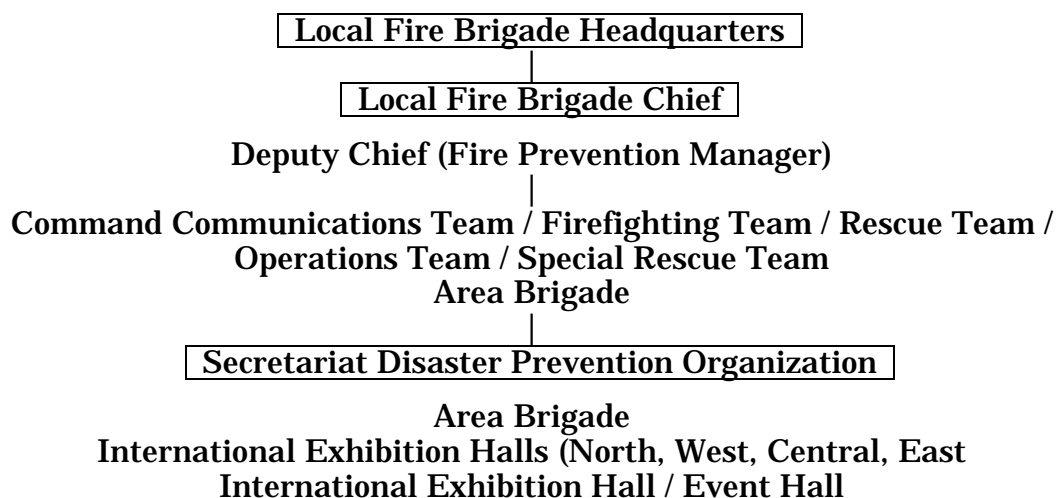 Local Fire Brigade Headquarters
Local Fire Brigade Chief
Deputy Chief (Fire Prevention Manager)
Command Communications Team / Firefighting Team / Rescue Team /
Operations Team / Special Rescue Team
Area Brigade
Secretariat Disaster Prevention Organization
Area Brigade
International Exhibition Halls (North, West, Central, East
International Exhibition Hall / Event Hall